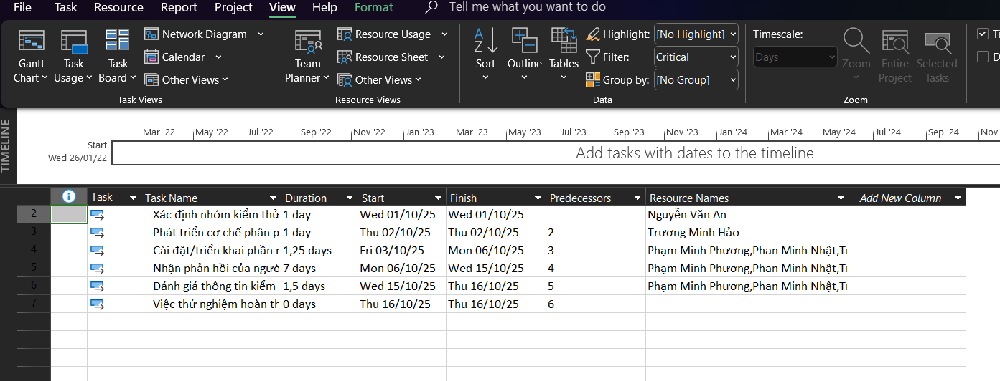 File Task Resource Report Project View Help Format Tell me what you want to do
Gantt Chart
Task Usage
Task Board
Network Diagram
Calendar
Other Views
Task Views
Team Planner
Resource Usage
Resource Sheet
Other Views
Resource Views
Sort
Outline
Tables
Highlight: [No Highlight]
Filter: Critical
Group by: [No Group]
Data
Timescale:
Days
Zoom
Entire Project
Selected Tasks
Zoom
TIMELINE
Mar '22 May '22 Jul '22 Sep '22 Nov '22 Jan '23 Mar '23 May '23 Jul '23 Sep '23 Nov '23 Jan '24 Mar '24 May '24 Jul '24 Sep '24 Nov
Start
Wed 26/01/22
Add tasks with dates to the timeline
Task Task Name Duration Start Finish Predecessors Resource Names Add New Column
2 Xác định nhóm kiểm thử 1 day Wed 01/10/25 Wed 01/10/25 Nguyễn Văn An
3 Phát triển cơ chế phân p 1 day Thu 02/10/25 Thu 02/10/25 2 Trương Minh Hảo
4 Cài đặt/triển khai phần 1,25 days Fri 03/10/25 Mon 06/10/25 3 Phạm Minh Phương,Phan Minh Nhật,
5 Nhận phản hồi của ngườ 7 days Mon 06/10/25 Wed 15/10/25 4 Phạm Minh Phương,Phan Minh Nhật,
6 Đánh giá thông tin kiểm 1,5 days Wed 15/10/25 Thu 16/10/25 5 Phạm Minh Phương,Phan Minh Nhật,
7 Việc thử nghiệm hoàn th 0 days Thu 16/10/25 Thu 16/10/25 6